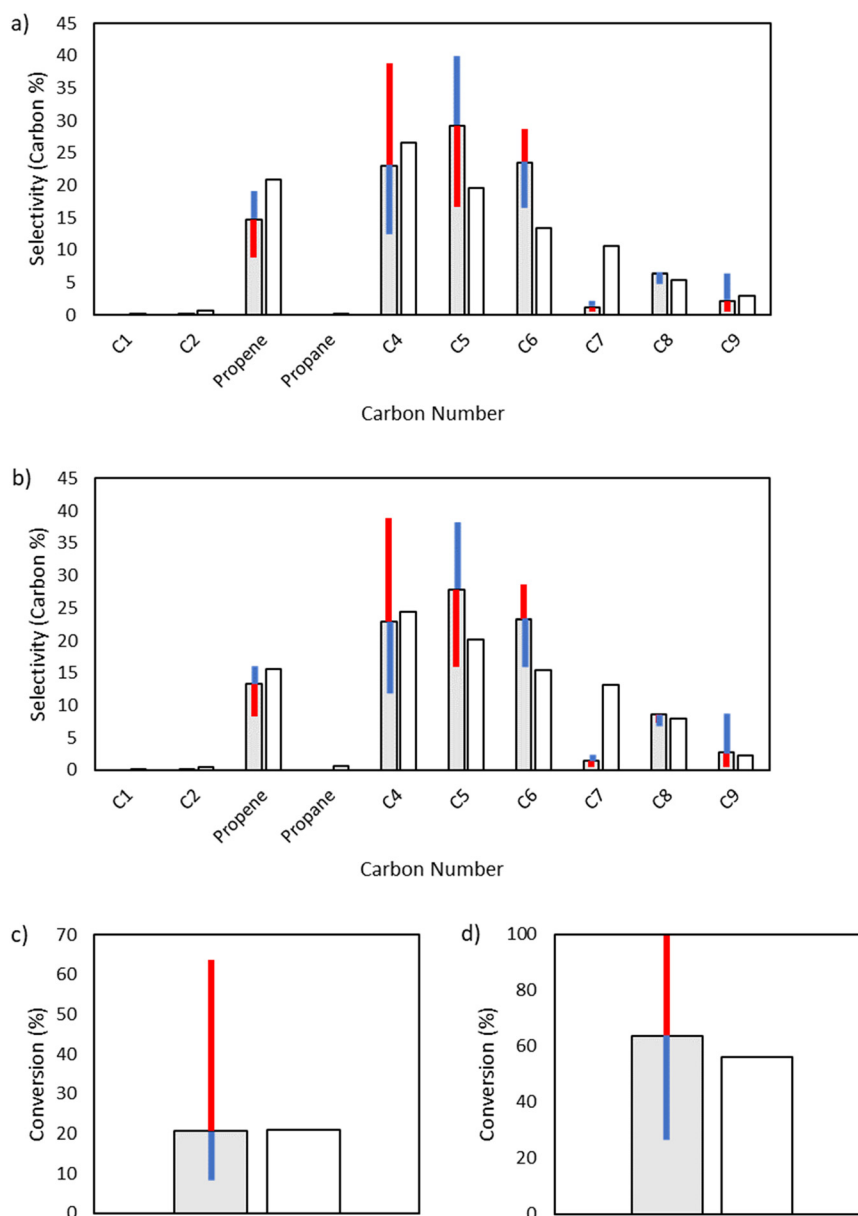 a)
45
40
35
30
25
20
15
10
5
0
Selectivity (Carbon %)
C1 C2 Propene Propane C4 C5 C6 C7 C8 C9
Carbon Number
b)
45
40
35
30
25
20
15
10
5
0
Selectivity (Carbon %)
C1 C2 Propene Propane C4 C5 C6 C7 C8 C9
Carbon Number
c)
70
60
50
40
30
20
10
0
Conversion (%)
d)
100
80
60
40
20
0
Conversion (%)